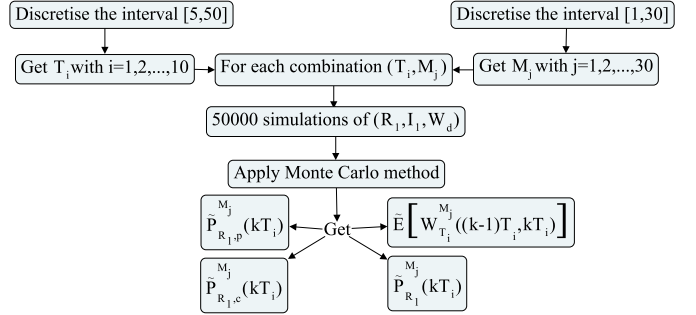 Discretise the interval [5,50]
Discretise the interval [1,30]
Get T_i with i=1,2,...,10
For each combination (T_i,M_j)
Get M_j with j=1,2,...,30
50000 simulations of (R_1,I_1,W_d)
Apply Monte Carlo method
P̃^{M_j}_{R_1,p}(kT_i)
Get
Ẽ[W^{M_j}_{T_i}((k-1)T_i,kT_i)]
P̃^{M_j}_{R_1,c}(kT_i)
P̃^{M_j}_{R_1}(kT_i)